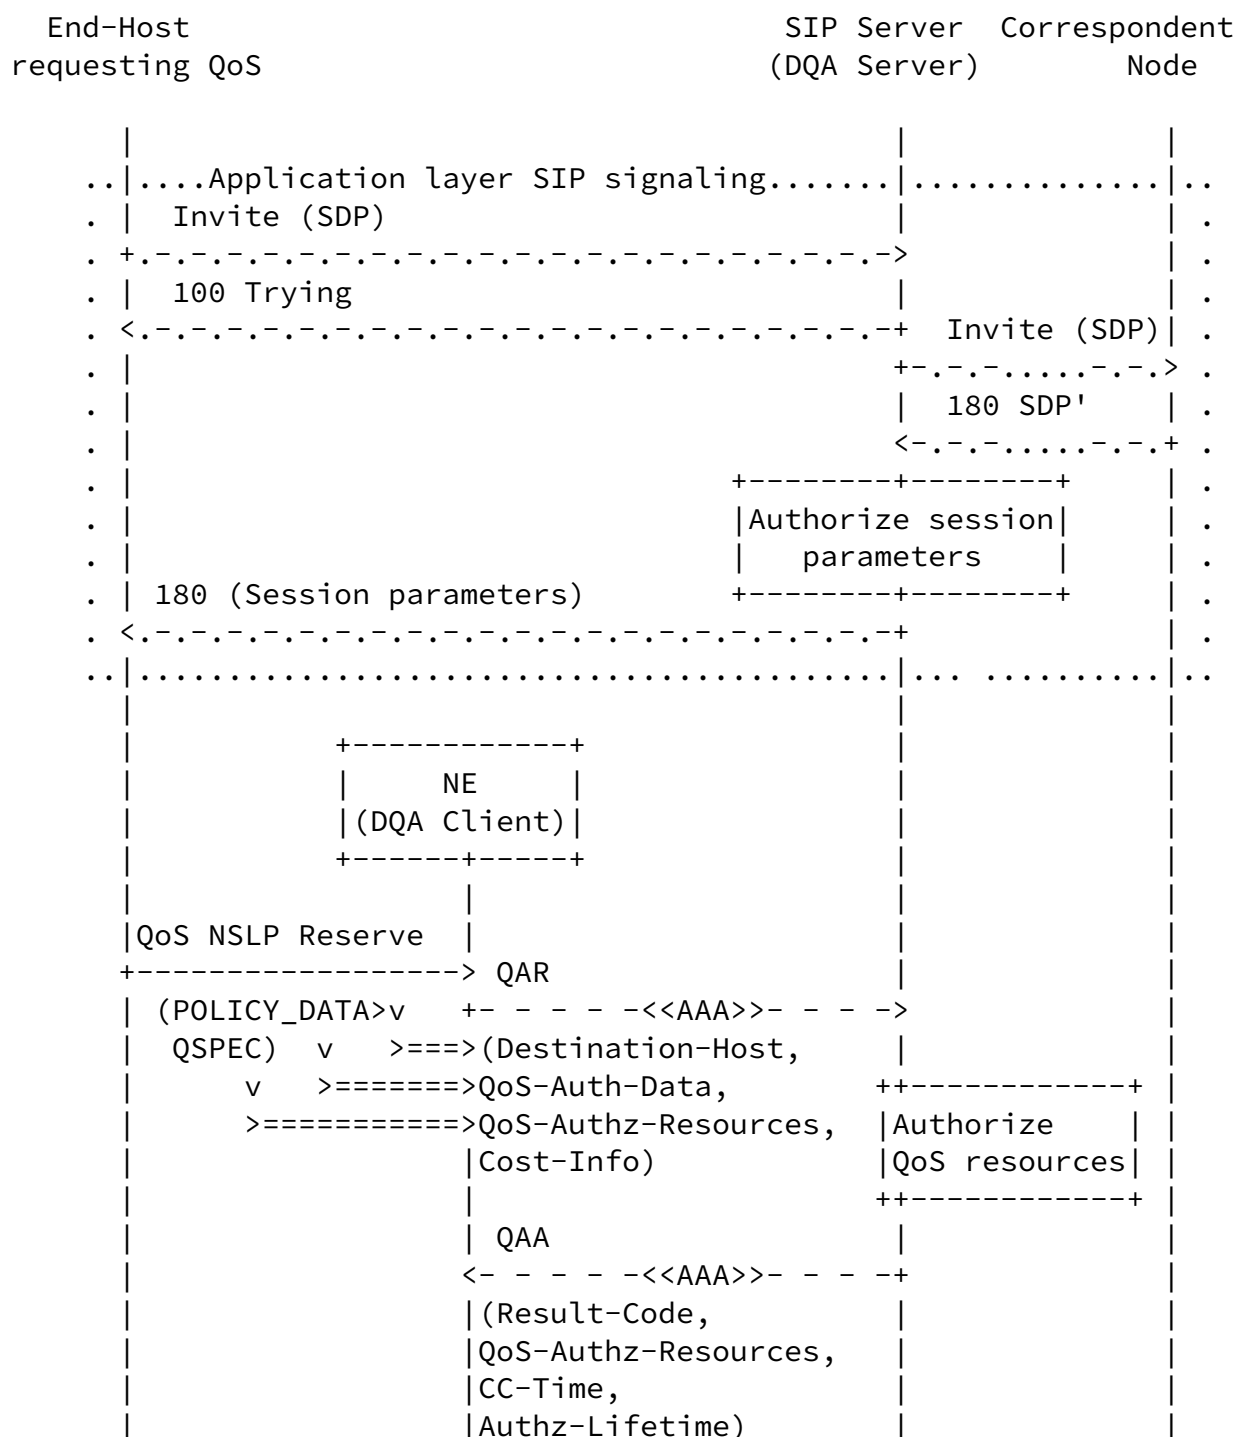 End-Host                                 SIP Server  Correspondent
requesting QoS                            (DQA Server)        Node

      |                                          |              |
    ..|....Application layer SIP signaling.......|..............|..
    . |  Invite (SDP)                            |              | .
    . +.-.-.-.-.-.-.-.-.-.-.-.-.-.-.-.-.-.-.-.-.->              | .
    . |  100 Trying                              |              | .
    . <.-.-.-.-.-.-.-.-.-.-.-.-.-.-.-.-.-.-.-.-.-+  Invite (SDP)| .
    . |                                          +-.-.-.....-.-.> .
    . |                                          |  180 SDP'    | .
    . |                                          <-.-.-.....-.-.+ .
    . |                                 +--------+--------+     | .
    . |                                 |Authorize session|     | .
    . |                                 |   parameters    |     | .
    . | 180 (Session parameters)        +--------+--------+     | .
    . <.-.-.-.-.-.-.-.-.-.-.-.-.-.-.-.-.-.-.-.-.-+              | .
    ..|..........................................|... ..........|..
      |                                          |              |
      |           +------------+                 |              |
      |           |     NE     |                 |              |
      |           |(DQA Client)|                 |              |
      |           +------+-----+                 |              |
      |                  |                       |              |
      |QoS NSLP Reserve  |                       |              |
      +------------------> QAR                   |              |
      | (POLICY_DATA>v   +- - - - -<<AAA>>- - - ->              |
      |  QSPEC)  v   >===>(Destination-Host,     |              |
      |      v   >=======>QoS-Auth-Data,        ++------------+ |
      |      >===========>QoS-Authz-Resources,  |Authorize    | |
      |                  |Cost-Info)            |QoS resources| |
      |                  |                      ++------------+ |
      |                  | QAA                   |              |
      |                  <- - - - -<<AAA>>- - - -+              |
      |                  |(Result-Code,          |              |
      |                  |QoS-Authz-Resources,   |              |
      |                  |CC-Time,               |              |
      |                  |Authz-Lifetime)        |              |